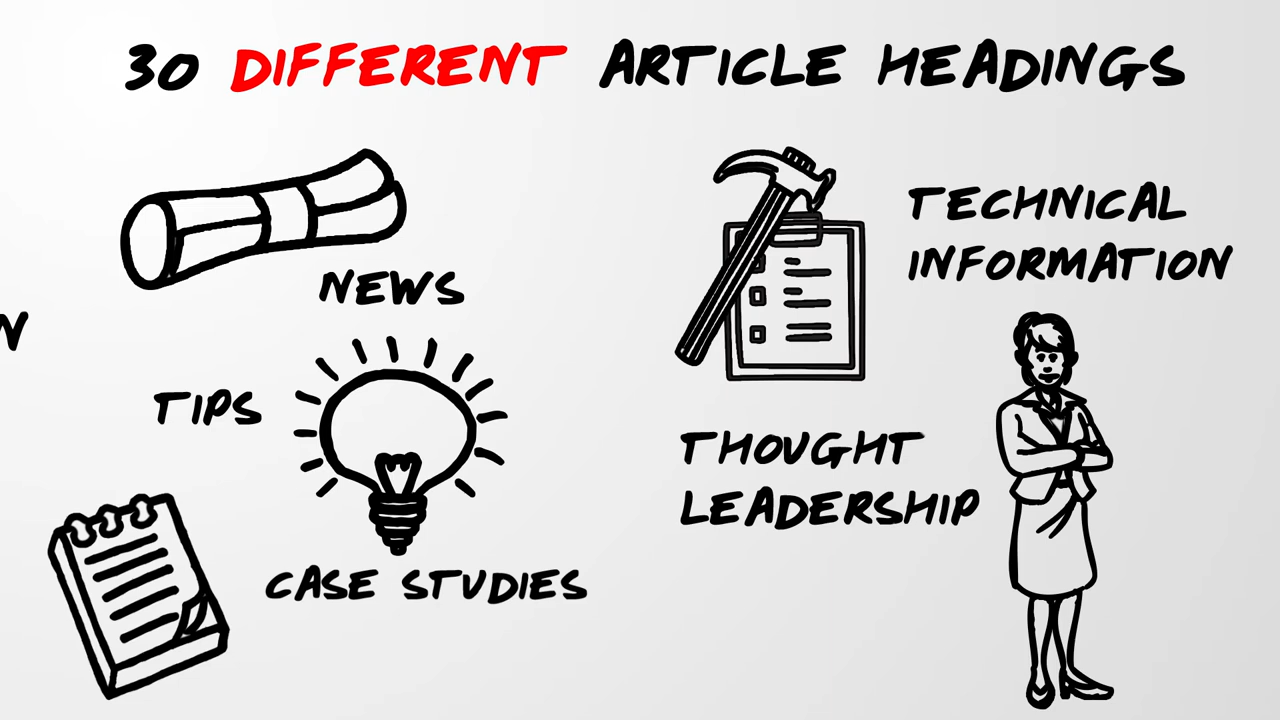 30 DIFFERENT ARTICLE HEADINGS
NEWS
TIPS
CASE STUDIES
TECHNICAL
INFORMATION
THOUGHT
LEADERSHIP